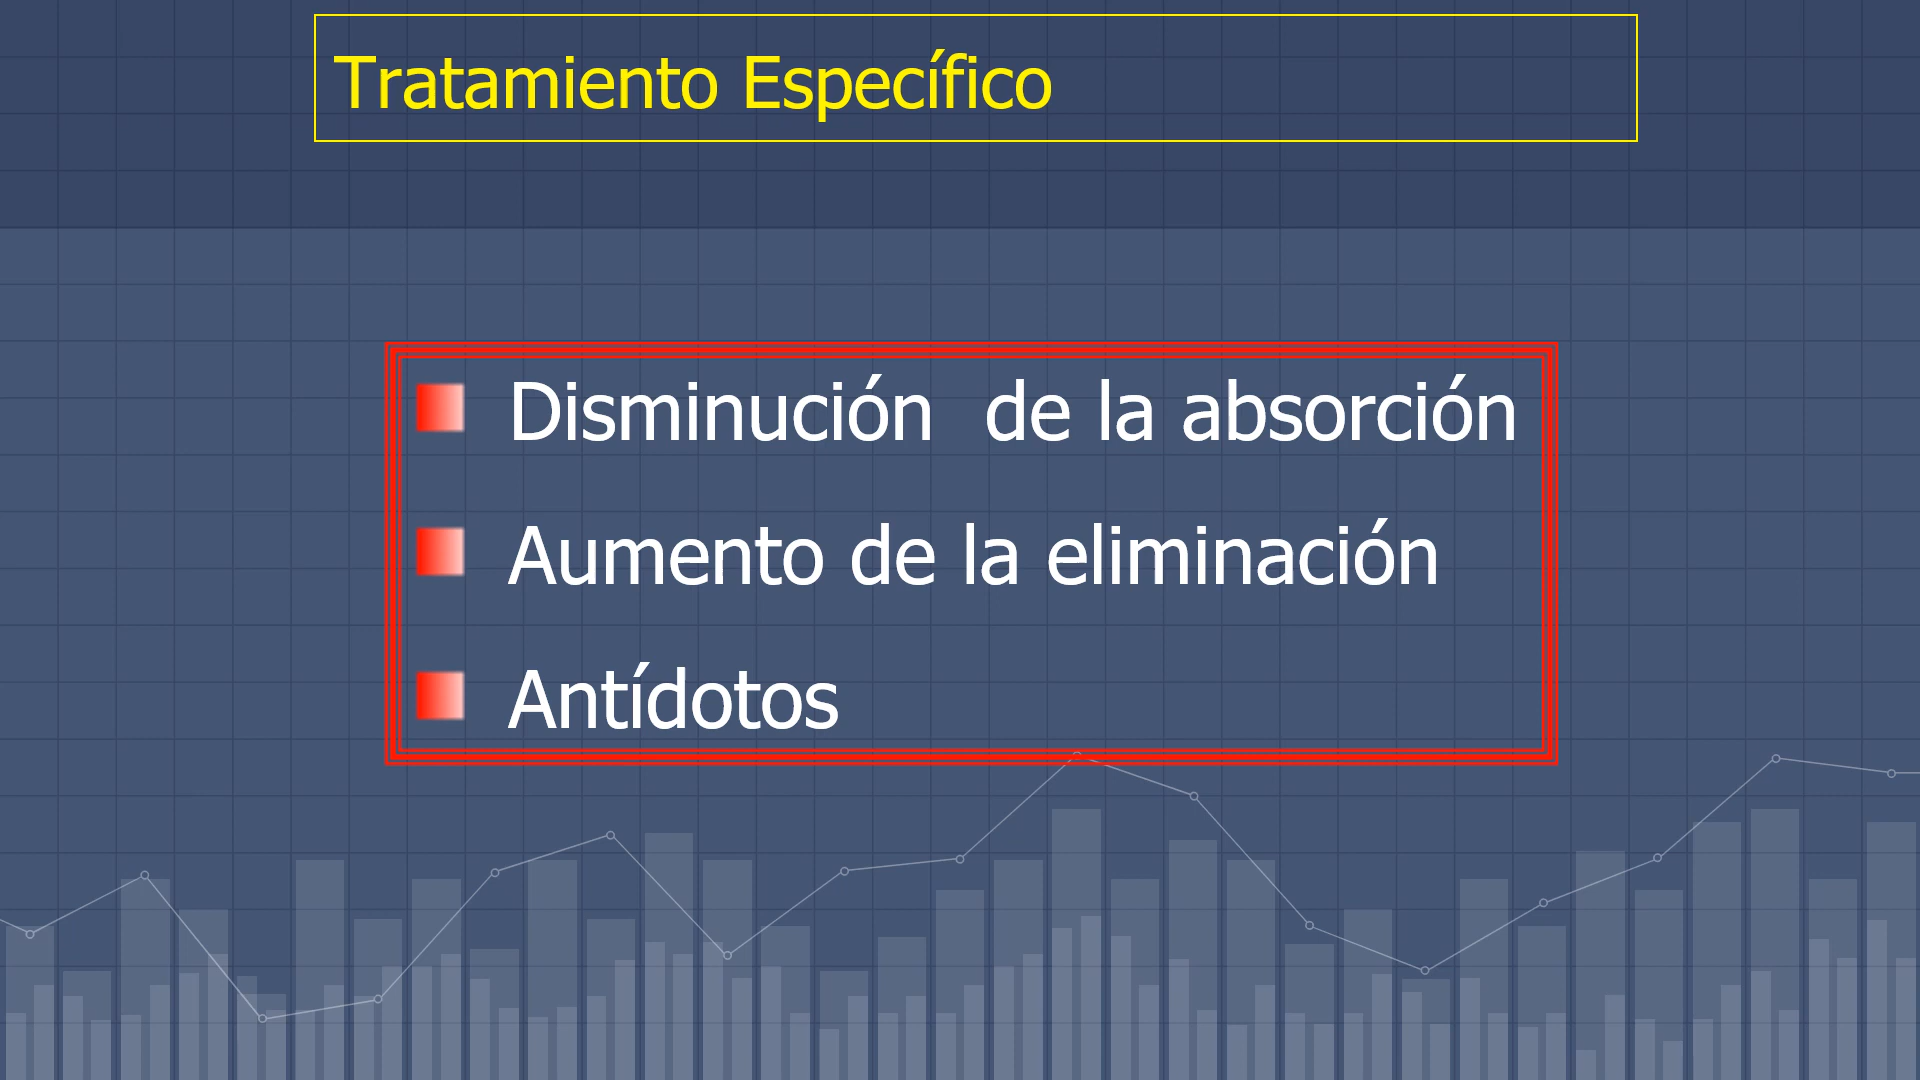 Tratamiento Específico
Disminución  de la absorción
Aumento de la eliminación
Antídotos